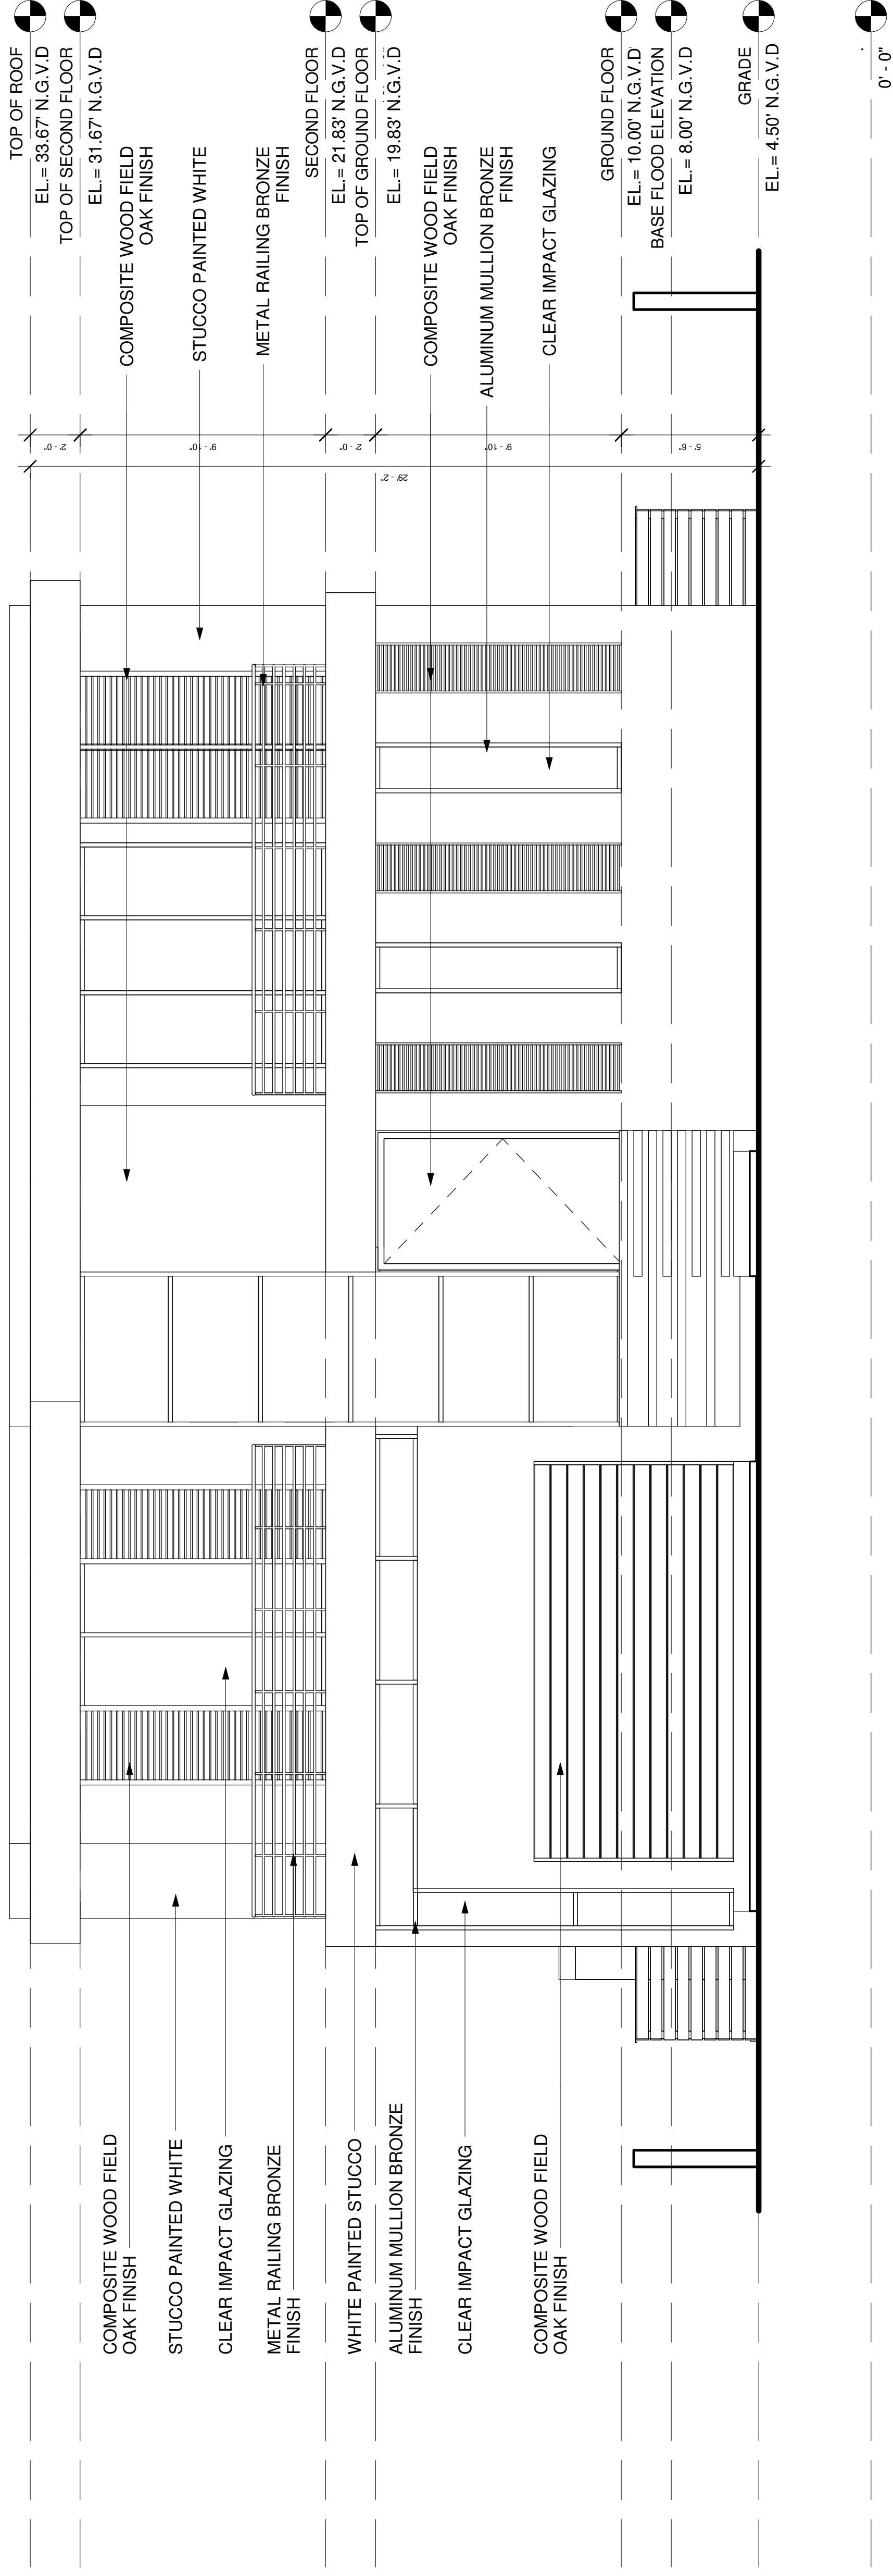 TOP OF ROOF
EL.= 33.67' N.G.V.D
TOP OF SECOND FLOOR
EL.= 31.67' N.G.V.D
SECOND FLOOR
EL.= 21.83' N.G.V.D
TOP OF GROUND FLOOR
EL.= 19.83' N.G.V.D
GROUND FLOOR
EL.= 10.00' N.G.V.D
BASE FLOOD ELEVATION
EL.= 8.00' N.G.V.D
GRADE
EL.= 4.50' N.G.V.D
0' - 0"
COMPOSITE WOOD FIELD
OAK FINISH
STUCCO PAINTED WHITE
METAL RAILING BRONZE
FINISH
COMPOSITE WOOD FIELD
OAK FINISH
ALUMINUM MULLION BRONZE
FINISH
CLEAR IMPACT GLAZING
2' - 0"
9' - 10"
2' - 0"
9' - 10"
5' - 6"
29' - 2"
COMPOSITE WOOD FIELD
OAK FINISH
STUCCO PAINTED WHITE
CLEAR IMPACT GLAZING
METAL RAILING BRONZE
FINISH
WHITE PAINTED STUCCO
ALUMINUM MULLION BRONZE
FINISH
CLEAR IMPACT GLAZING
COMPOSITE WOOD FIELD
OAK FINISH